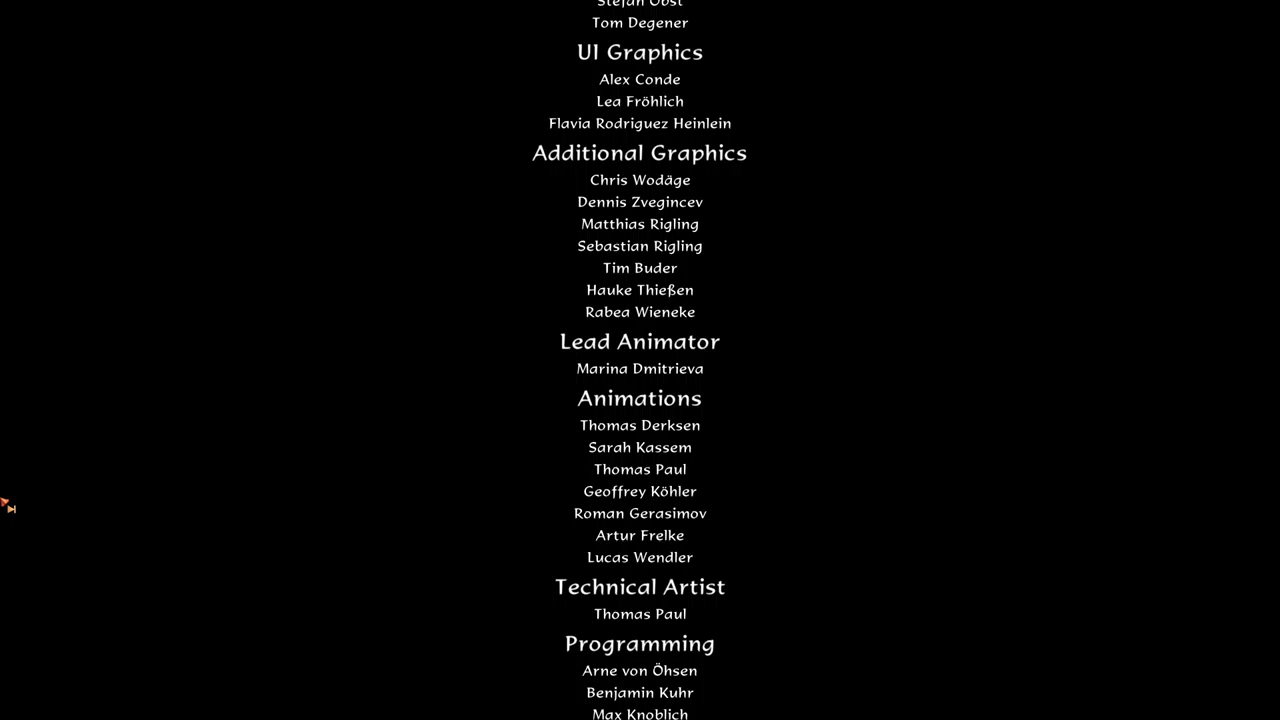 Stefan Obst
Tom Degener
UI Graphics
Alex Conde
Lea Fröhlich
Flavia Rodriguez Heinlein
Additional Graphics
Chris Wodäge
Dennis Zvegincev
Matthias Rigling
Sebastian Rigling
Tim Buder
Hauke Thießen
Rabea Wieneke
Lead Animator
Marina Dmitrieva
Animations
Thomas Derksen
Sarah Kassem
Thomas Paul
Geoffrey Köhler
Roman Gerasimov
Artur Frelke
Lucas Wendler
Technical Artist
Thomas Paul
Programming
Arne von Öhsen
Benjamin Kuhr
Max Knoblich